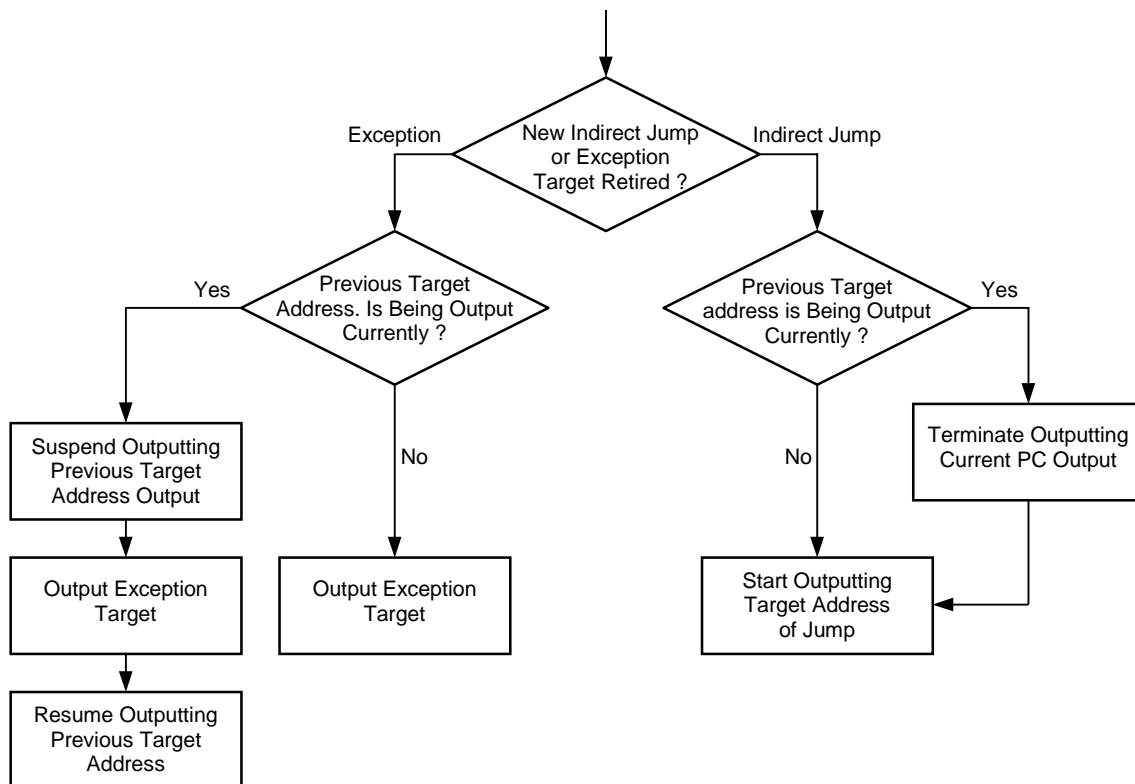 New Indirect Jump
or Exception
Target Retired ?
Exception
Indirect Jump
Previous Target
Address. Is Being Output
Currently ?
Yes
No
Previous Target
address is Being Output
Currently ?
Yes
No
Suspend Outputting
Previous Target
Address Output
Output Exception
Target
Resume Outputting
Previous Target
Address
Output Exception
Target
Terminate Outputting
Current PC Output
Start Outputting
Target Address
of Jump